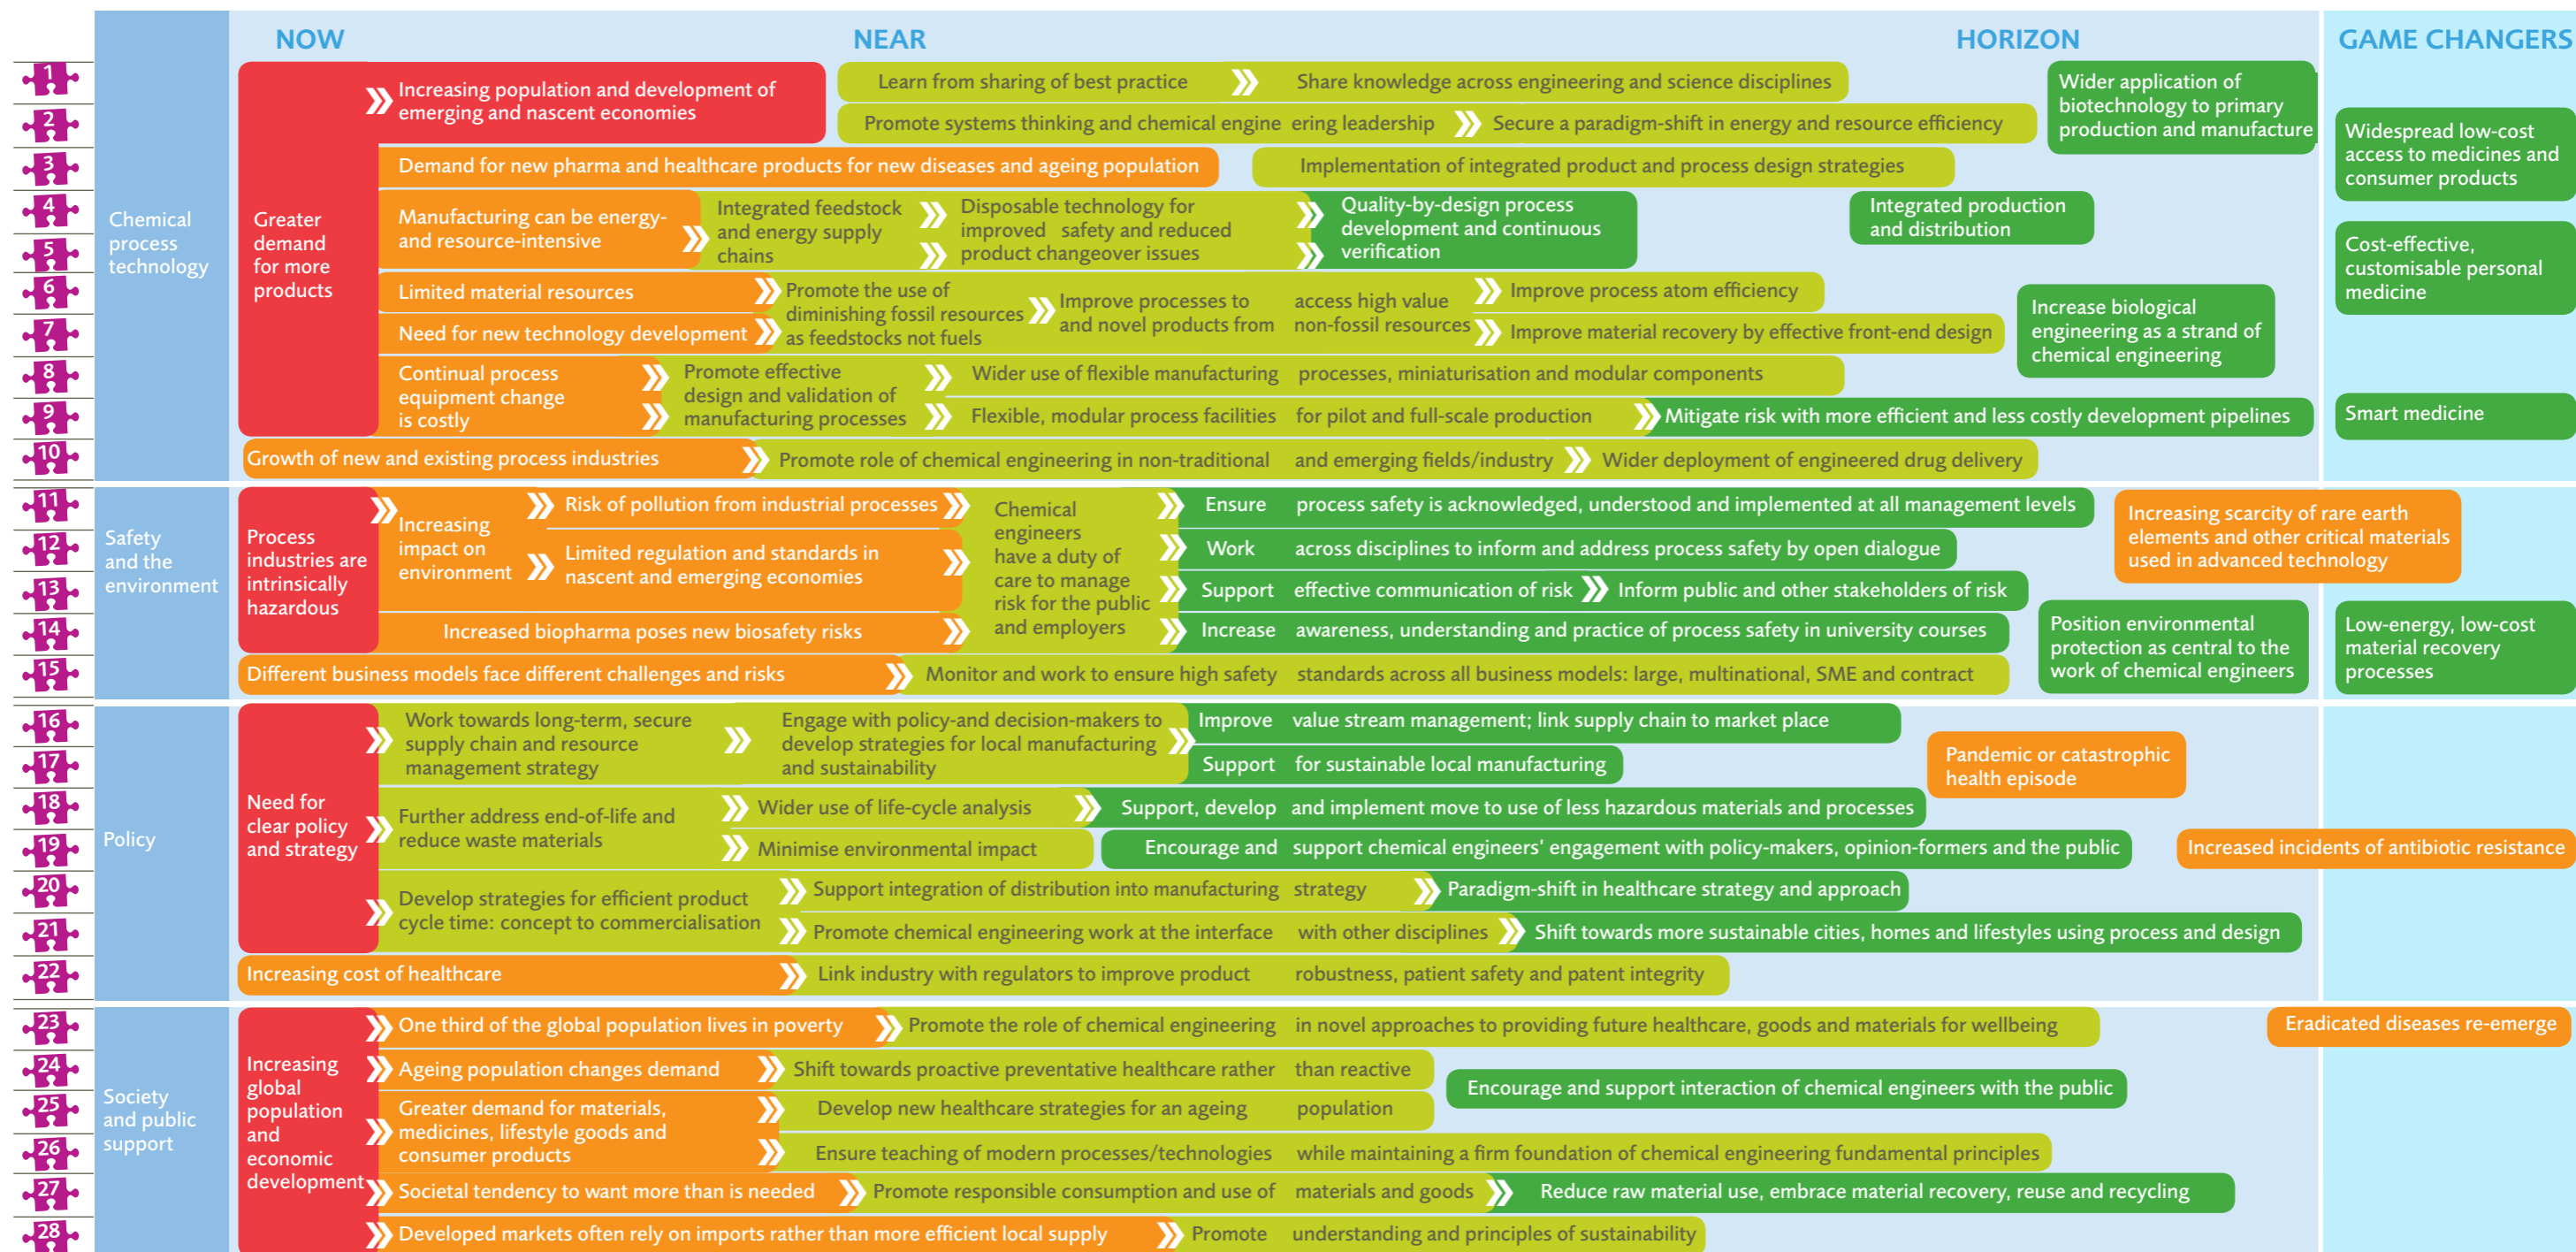 NOW
NEAR
HORIZON
GAME CHANGERS
1
2
3
4
5
6
7
8
9
10
Chemical
process
technology
Greater
demand
for more
products
Increasing population and development of
emerging and nascent economies
Learn from sharing of best practice
Share knowledge across engineering and science disciplines
Promote systems thinking and chemical engine ering leadership
Secure a paradigm-shift in energy and resource efficiency
Wider application of
biotechnology to primary
production and manufacture
Widespread low-cost
access to medicines and
consumer products
Demand for new pharma and healthcare products for new diseases and ageing population
Implementation of integrated product and process design strategies
Manufacturing can be energy-
and resource-intensive
Integrated feedstock
and energy supply
chains
Disposable technology for
improved safety and reduced
product changeover issues
Quality-by-design process
development and continuous
verification
Integrated production
and distribution
Cost-effective,
customisable personal
medicine
Limited material resources
Need for new technology development
Promote the use of
diminishing fossil resources
as feedstocks not fuels
Improve processes to access high value
and novel products from non-fossil resources
Improve process atom efficiency
Improve material recovery by effective front-end design
Increase biological
engineering as a strand of
chemical engineering
Continual process
equipment change
is costly
Promote effective
design and validation of
manufacturing processes
Wider use of flexible manufacturing processes, miniaturisation and modular components
Flexible, modular process facilities for pilot and full-scale production
Mitigate risk with more efficient and less costly development pipelines
Smart medicine
Growth of new and existing process industries
Promote role of chemical engineering in non-traditional and emerging fields/industry
Wider deployment of engineered drug delivery
11
12
13
14
15
Safety
and the
environment
Process
industries are
intrinsically
hazardous
Increasing
impact on
environment
Risk of pollution from industrial processes
Limited regulation and standards in
nascent and emerging economies
Increased biopharma poses new biosafety risks
Chemical
engineers
have a duty of
care to manage
risk for the public
and employers
Ensure process safety is acknowledged, understood and implemented at all management levels
Work across disciplines to inform and address process safety by open dialogue
Support effective communication of risk
Inform public and other stakeholders of risk
Increase awareness, understanding and practice of process safety in university courses
Increasing scarcity of rare earth
elements and other critical materials
used in advanced technology
Position environmental
protection as central to the
work of chemical engineers
Low-energy, low-cost
material recovery
processes
Different business models face different challenges and risks
Monitor and work to ensure high safety standards across all business models: large, multinational, SME and contract
16
17
18
19
20
21
22
Policy
Need for
clear policy
and strategy
Work towards long-term, secure
supply chain and resource
management strategy
Engage with policy-and decision-makers to
develop strategies for local manufacturing
and sustainability
Improve value stream management; link supply chain to market place
Support for sustainable local manufacturing
Pandemic or catastrophic
health episode
Further address end-of-life and
reduce waste materials
Wider use of life-cycle analysis
Minimise environmental impact
Support, develop and implement move to use of less hazardous materials and processes
Encourage and support chemical engineers' engagement with policy-makers, opinion-formers and the public
Increased incidents of antibiotic resistance
Develop strategies for efficient product
cycle time: concept to commercialisation
Support integration of distribution into manufacturing strategy
Paradigm-shift in healthcare strategy and approach
Promote chemical engineering work at the interface with other disciplines
Shift towards more sustainable cities, homes and lifestyles using process and design
Increasing cost of healthcare
Link industry with regulators to improve product robustness, patient safety and patent integrity
23
24
25
26
27
28
Society
and public
support
Increasing
global
population
and
economic
development
One third of the global population lives in poverty
Promote the role of chemical engineering in novel approaches to providing future healthcare, goods and materials for wellbeing
Eradicated diseases re-emerge
Ageing population changes demand
Shift towards proactive preventative healthcare rather than reactive
Encourage and support interaction of chemical engineers with the public
Greater demand for materials,
medicines, lifestyle goods and
consumer products
Develop new healthcare strategies for an ageing population
Ensure teaching of modern processes/technologies while maintaining a firm foundation of chemical engineering fundamental principles
Societal tendency to want more than is needed
Promote responsible consumption and use of materials and goods
Reduce raw material use, embrace material recovery, reuse and recycling
Developed markets often rely on imports rather than more efficient local supply
Promote understanding and principles of sustainability